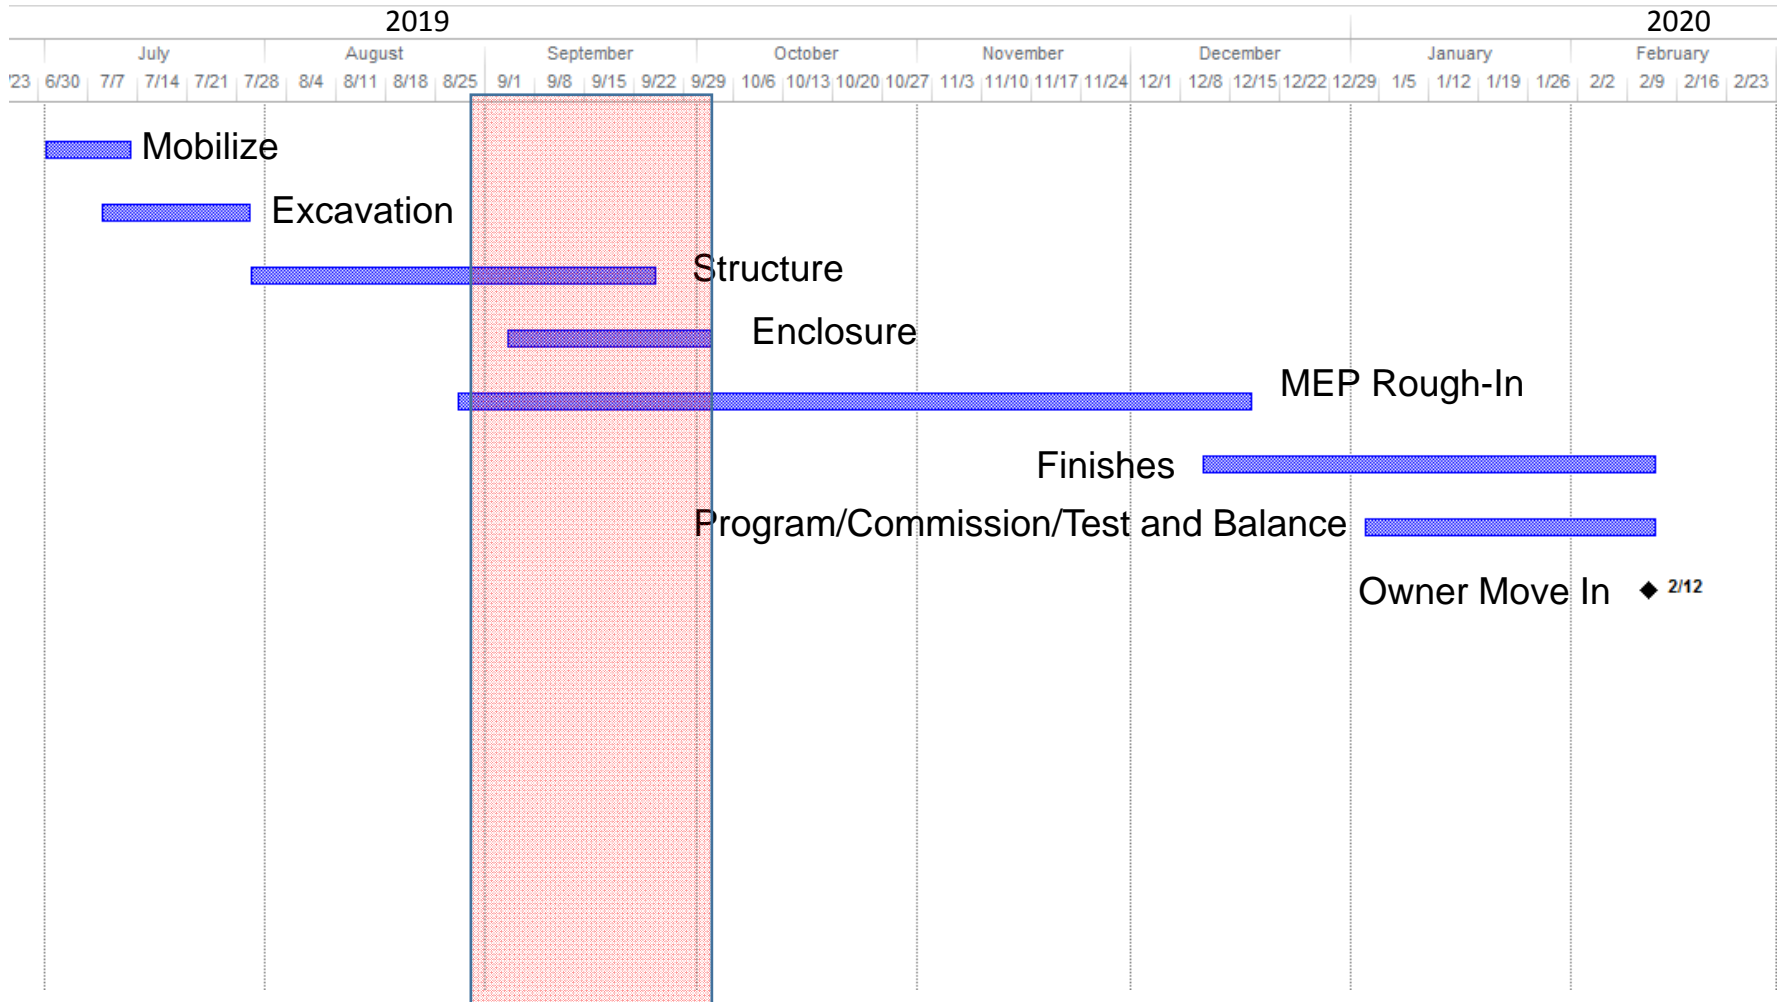 2019 2020
July August September October November December January February
/23 6/30 7/7 7/14 7/21 7/28 8/4 8/11 8/18 8/25 9/1 9/8 9/15 9/22 9/29 10/6 10/13 10/20 10/27 11/3 11/10 11/17 11/24 12/1 12/8 12/15 12/22 12/29 1/5 1/12 1/19 1/26 2/2 2/9 2/16 2/23
Mobilize
Excavation
Structure
Enclosure
MEP Rough-In
Finishes
Program/Commission/Test and Balance
Owner Move In 2/12